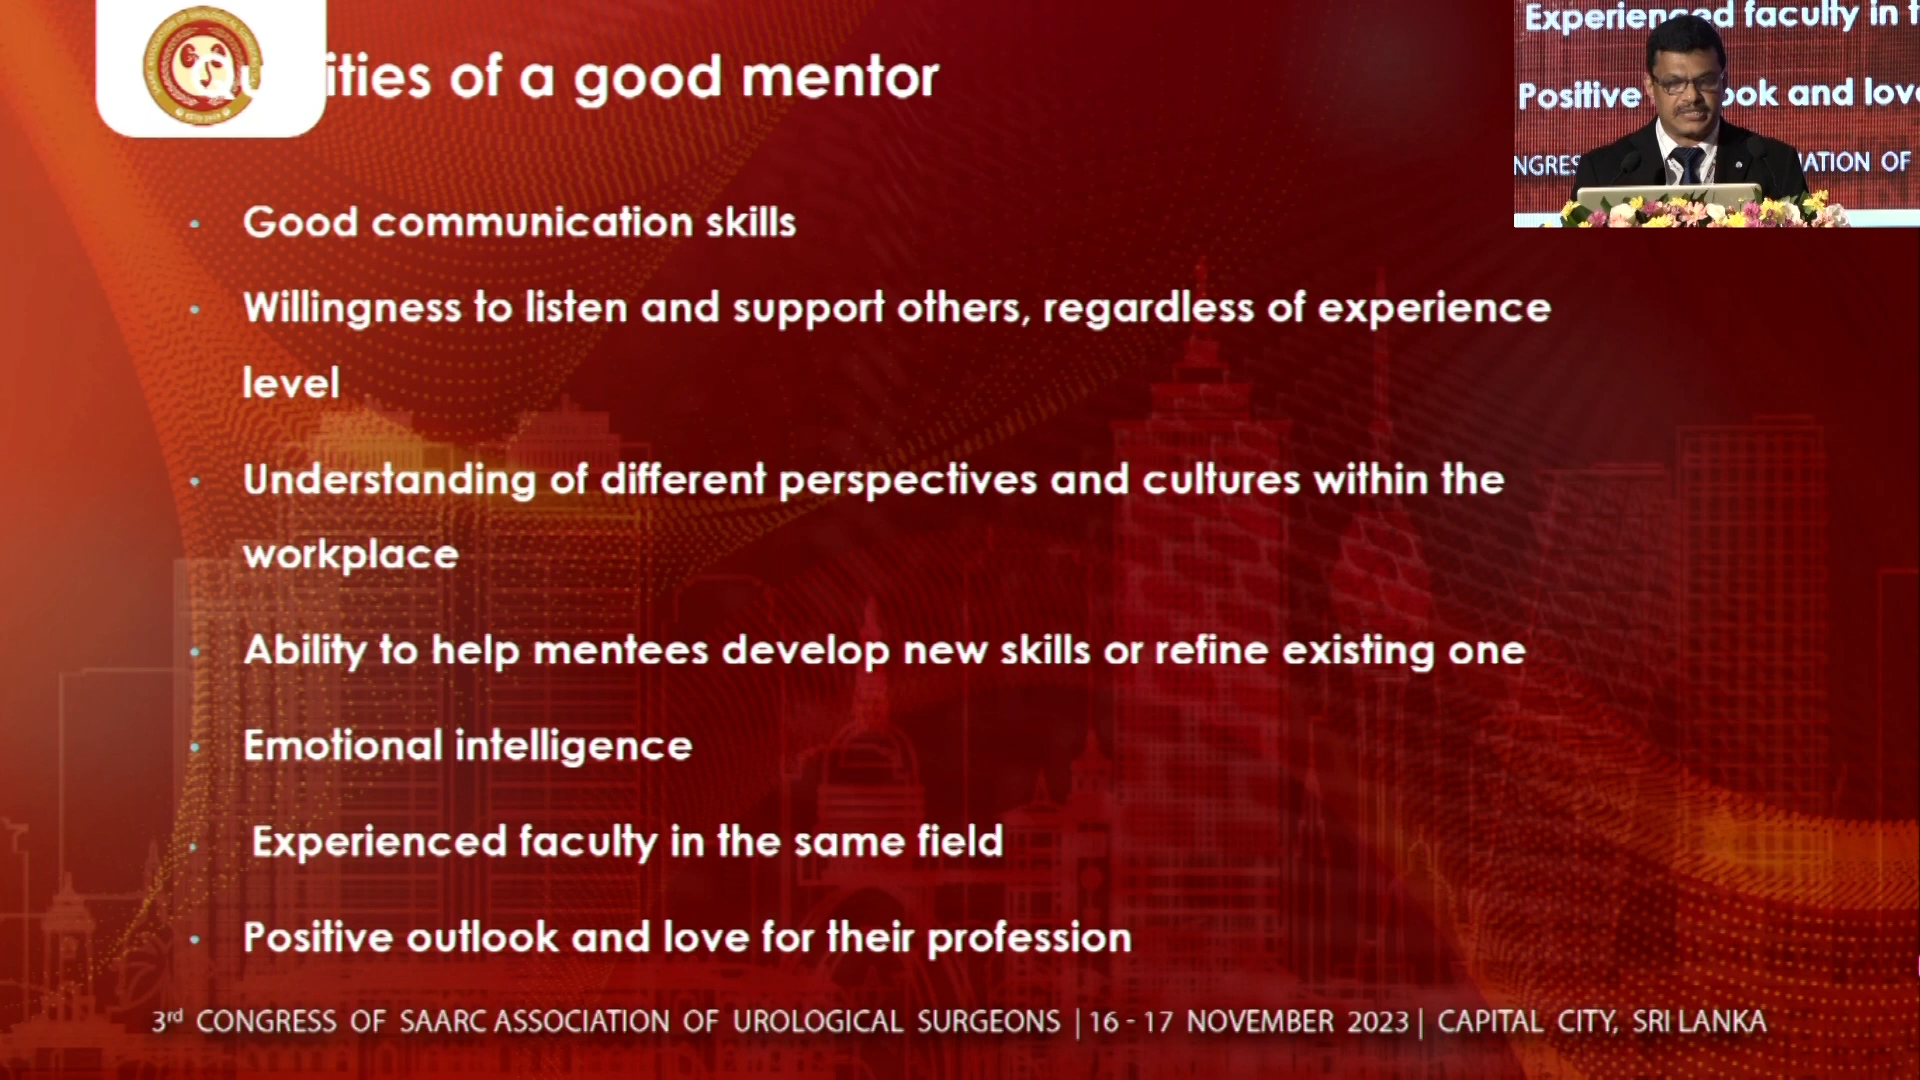 Qualities of a good mentor
Good communication skills
Willingness to listen and support others, regardless of experience
level
Understanding of different perspectives and cultures within the
workplace
Ability to help mentees develop new skills or refine existing one
Emotional intelligence
Experienced faculty in the same field
Positive outlook and love for their profession
3rd CONGRESS OF SAARC ASSOCIATION OF UROLOGICAL SURGEONS | 16 - 17 NOVEMBER 2023 | CAPITAL CITY, SRI LANKA
Experienced faculty in t
Positive ook and lov
NGRES IATION OF